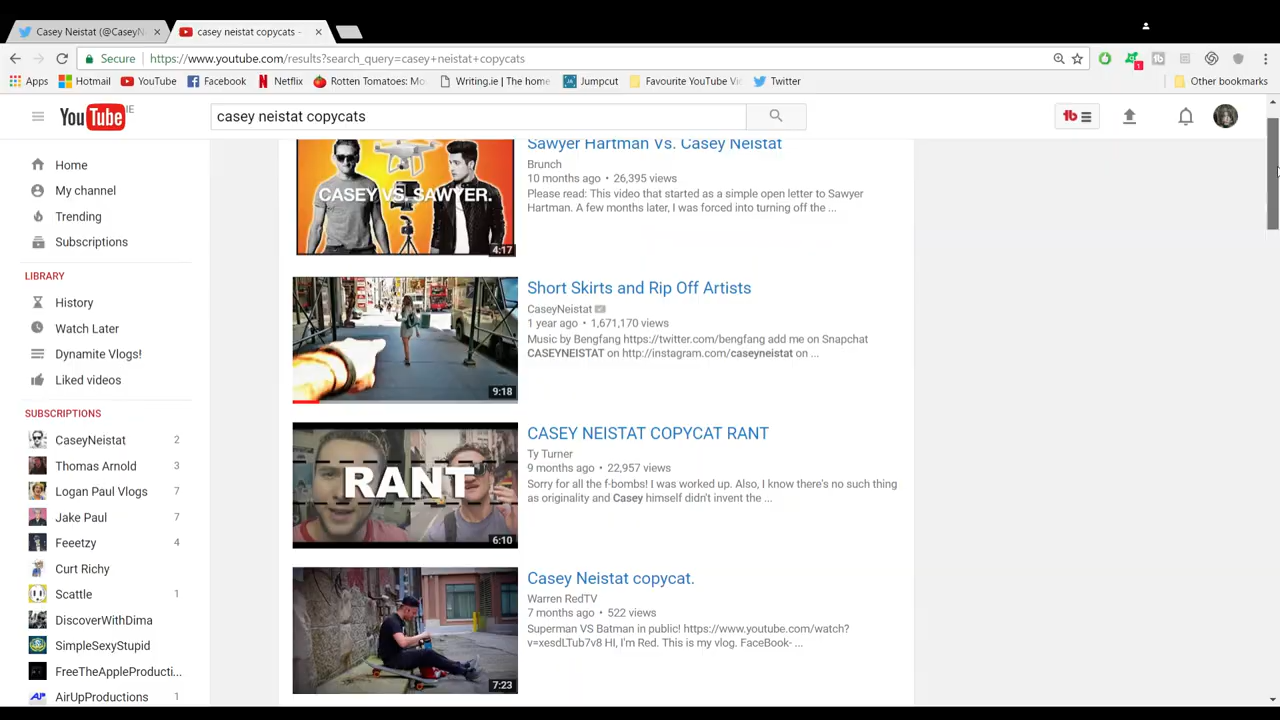 Casey Neistat (@CaseyN
casey neistat copycats -
Secure
https://www.youtube.com/results?search_query=casey+neistat+copycats
1
Apps
Hotmail
YouTube
Facebook
Netflix
Rotten Tomatoes: Mo
Writing.ie | The home
Jumpcut
Favourite YouTube Vi
Twitter
Other bookmarks
YouTube IE
casey neistat copycats
Home
My channel
Trending
Subscriptions
LIBRARY
History
Watch Later
Dynamite Vlogs!
Liked videos
SUBSCRIPTIONS
CaseyNeistat 2
Thomas Arnold 3
Logan Paul Vlogs 7
Jake Paul 7
Feeetzy 4
Curt Richy
Scattle 1
DiscoverWithDima
SimpleSexyStupid
FreeTheAppleProducti...
AirUpProductions 1
CASEY VS. SAWYER.
4:17
Sawyer Hartman Vs. Casey Neistat
Brunch
10 months ago • 26,395 views
Please read: This video that started as a simple open letter to Sawyer
Hartman. A few months later, I was forced into turning off the ...
9:18
Short Skirts and Rip Off Artists
CaseyNeistat
1 year ago • 1,671,170 views
Music by Bengfang https://twitter.com/bengfang add me on Snapchat
CASEYNEISTAT on http://instagram.com/caseyneistat on ...
RANT
6:10
CASEY NEISTAT COPYCAT RANT
Ty Turner
9 months ago • 22,957 views
Sorry for all the f-bombs! I was worked up. Also, I know there's no such thing
as originality and Casey himself didn't invent the ...
7:23
Casey Neistat copycat.
Warren RedTV
7 months ago • 522 views
Superman VS Batman in public! https://www.youtube.com/watch?
v=xesdLTub7v8 HI, I'm Red. This is my vlog. FaceBook- ...